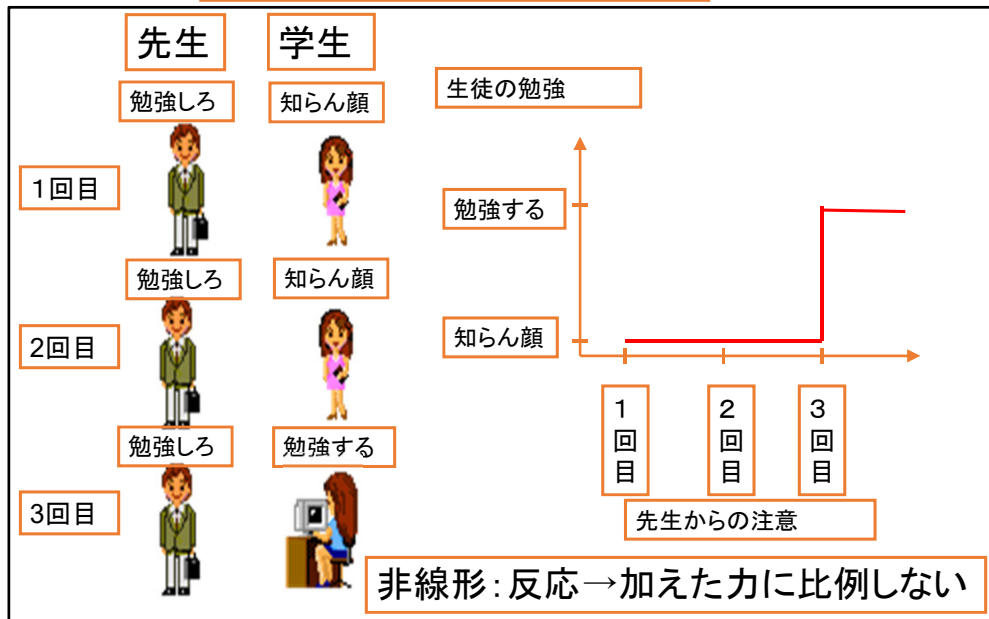 先生
学生
勉強しろ
知らん顔
1回目
勉強しろ
知らん顔
2回目
勉強しろ
勉強する
3回目
生徒の勉強
勉強する
知らん顔
1回目
2回目
3回目
先生からの注意
非線形:反応→加えた力に比例しない